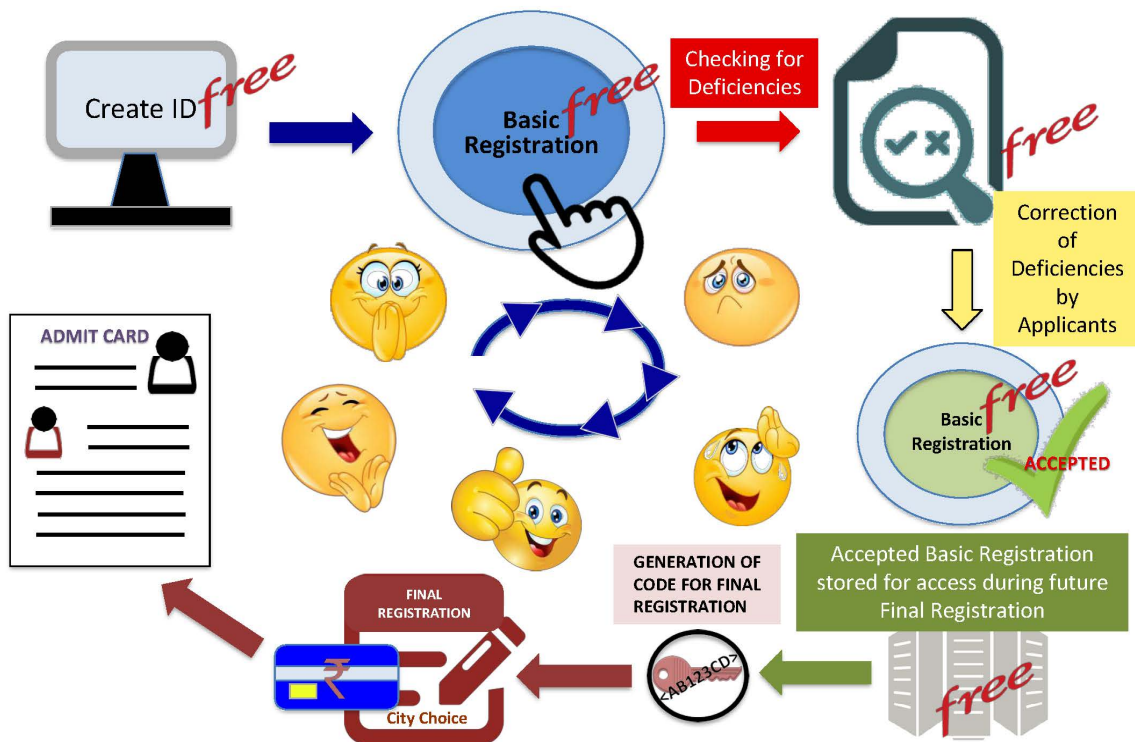 Create ID
free
Basic
Registration
free
Checking for
Deficiencies
free
Correction
of
Deficiencies
by
Applicants
Basic
Registration
free
ACCEPTED
Accepted Basic Registration
stored for access during future
Final Registration
free
GENERATION OF
CODE FOR FINAL
REGISTRATION
<AB123CD>
FINAL
REGISTRATION
₹
City Choice
ADMIT CARD